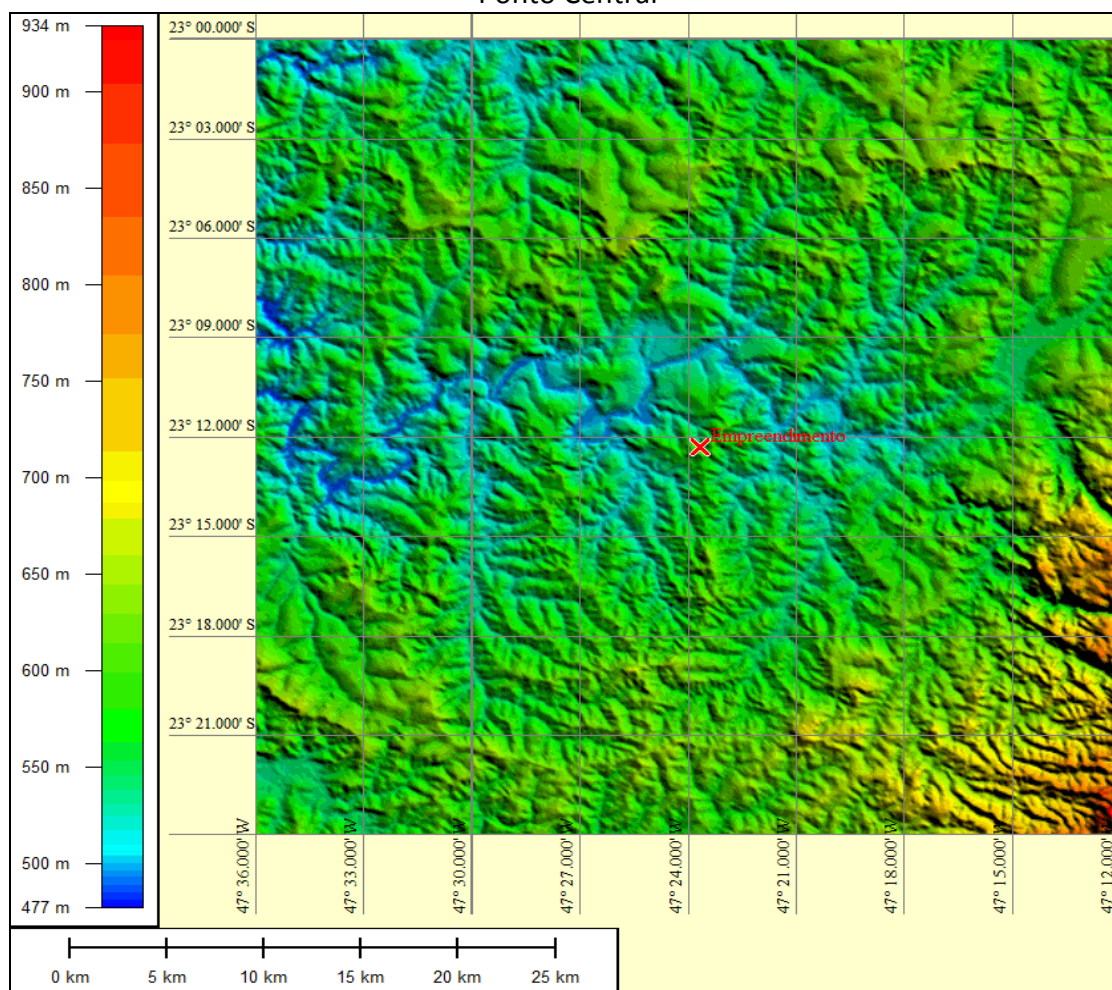 Ponto Central
934 m
900 m
850 m
800 m
750 m
700 m
650 m
600 m
550 m
500 m
477 m
23° 00.000' S
23° 03.000' S
23° 06.000' S
23° 09.000' S
23° 12.000' S
23° 15.000' S
23° 18.000' S
23° 21.000' S
Empreendimento
47° 36.000' W
47° 33.000' W
47° 30.000' W
47° 27.000' W
47° 24.000' W
47° 21.000' W
47° 18.000' W
47° 15.000' W
47° 12.000' W
0 km 5 km 10 km 15 km 20 km 25 km